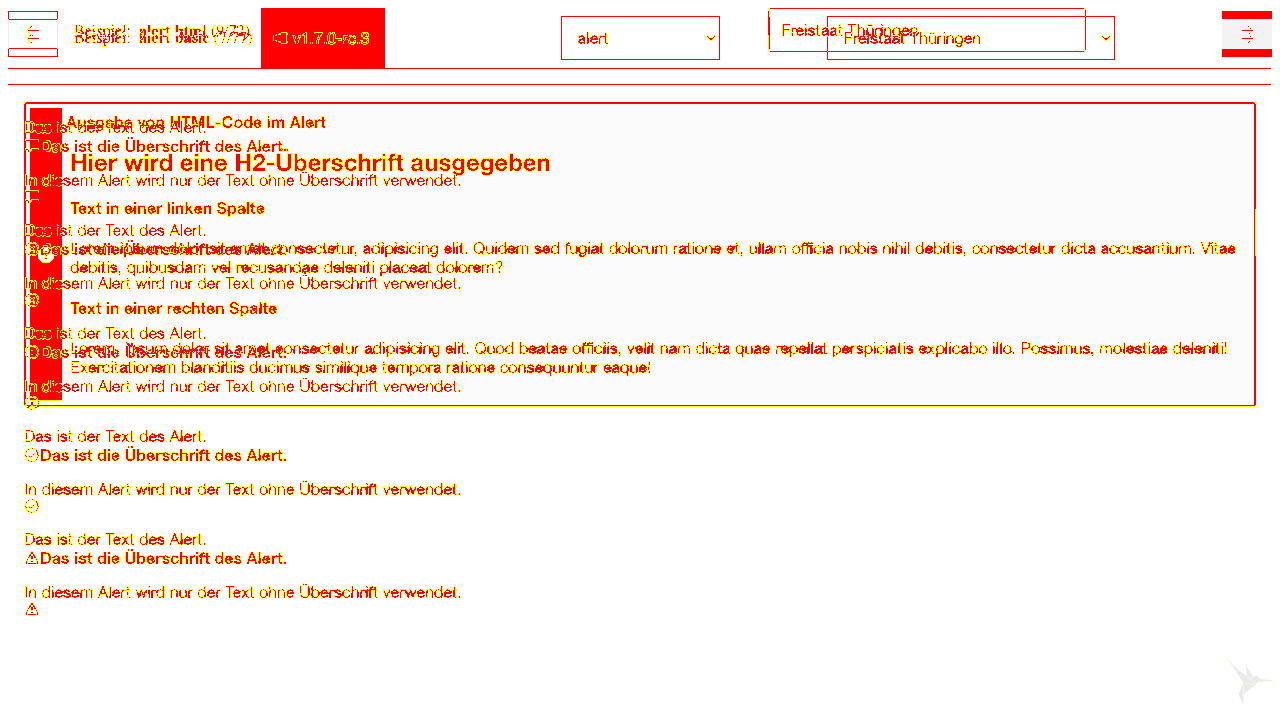 Beispiel: alert html (9/72)
Beispiel: alert basic (2/77)
v1.7.0-rc.3
alert
Freistaat Thüringen
Freistaat Thüringen
Ausgabe von HTML-Code im Alert
Das ist der Text des Alert.
Das ist die Überschrift des Alert.
Hier wird eine H2-Überschrift ausgegeben
In diesem Alert wird nur der Text ohne Überschrift verwendet.
Text in einer linken Spalte
Das ist der Text des Alert.
Lorem, ipsum dolor sit amet consectetur, adipisicing elit. Quidem sed fugiat dolorum ratione et, ullam officia nobis nihil debitis, consectetur dicta accusantium. Vitae
Das ist die Überschrift des Alert.
debitis, quibusdam vel recusandae deleniti placeat dolorem?
In diesem Alert wird nur der Text ohne Überschrift verwendet.
Text in einer rechten Spalte
Das ist der Text des Alert.
Lorem, ipsum dolor sit amet consectetur adipisicing elit. Quod beatae officiis, velit nam dicta quae repellat perspiciatis explicabo illo. Possimus, molestiae deleniti!
Das ist die Überschrift des Alert.
Exercitationem blanditiis ducimus similique tempora ratione consequuntur eaque!
In diesem Alert wird nur der Text ohne Überschrift verwendet.
Das ist der Text des Alert.
Das ist die Überschrift des Alert.
In diesem Alert wird nur der Text ohne Überschrift verwendet.
Das ist der Text des Alert.
Das ist die Überschrift des Alert.
In diesem Alert wird nur der Text ohne Überschrift verwendet.